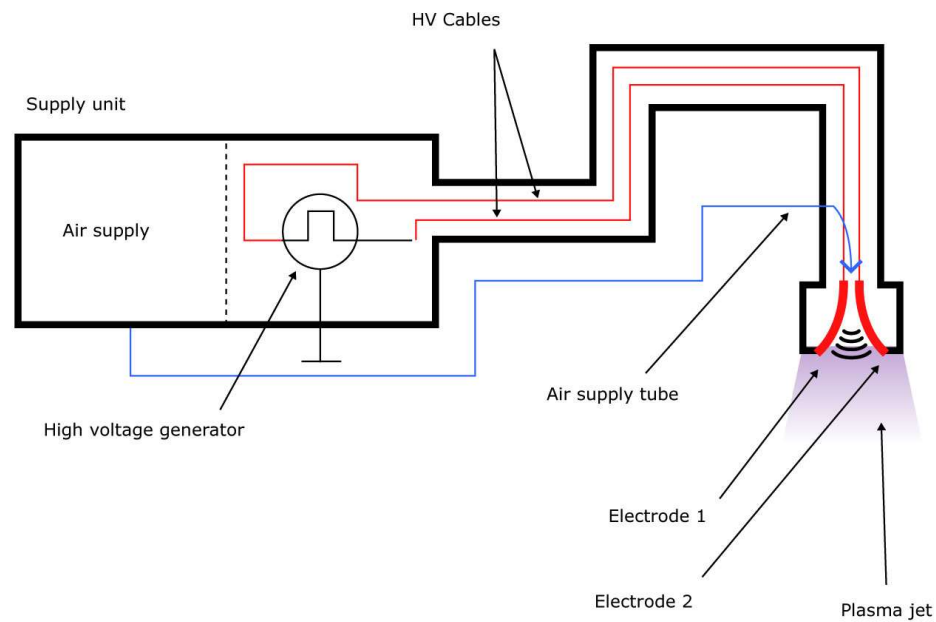 HV Cables
Supply unit
Air supply
High voltage generator
Air supply tube
Electrode 1
Electrode 2
Plasma jet